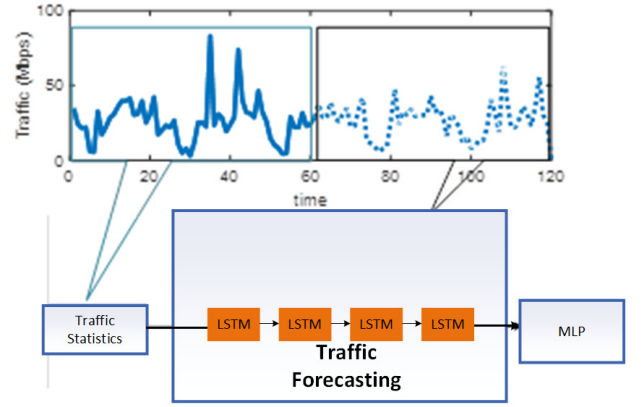 100
50
0
Traffic (Mbps)
0 20 40 60 80 100 120
time
Traffic
Statistics
LSTM LSTM LSTM LSTM
Traffic
Forecasting
MLP